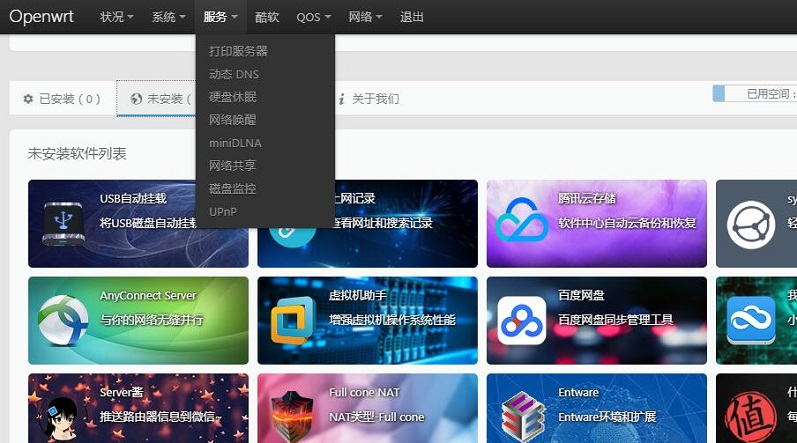 Openwrt 状况 系统 服务 酷软 QOS 网络 退出
打印服务器
动态 DNS
硬盘休眠
网络唤醒
miniDLNA
网络共享
磁盘监控
UPnP
已安装 ( 0 ) 未安装 ( 关于我们 已用空间：
未安装软件列表
USB自动挂载
将USB磁盘自动挂载
上网记录
查看网址和搜索记录
腾讯云存储
软件中心自动云备份和恢复
sy
轻
AnyConnect Server
与你的网络无缝并行
虚拟机助手
增强虚拟机操作系统性能
百度网盘
百度网盘同步管理工具
我
小
Server酱
推送路由器信息到微信~
Full cone NAT
NAT类型 Full cone
Entware
Entware环境和扩展
值
什
每